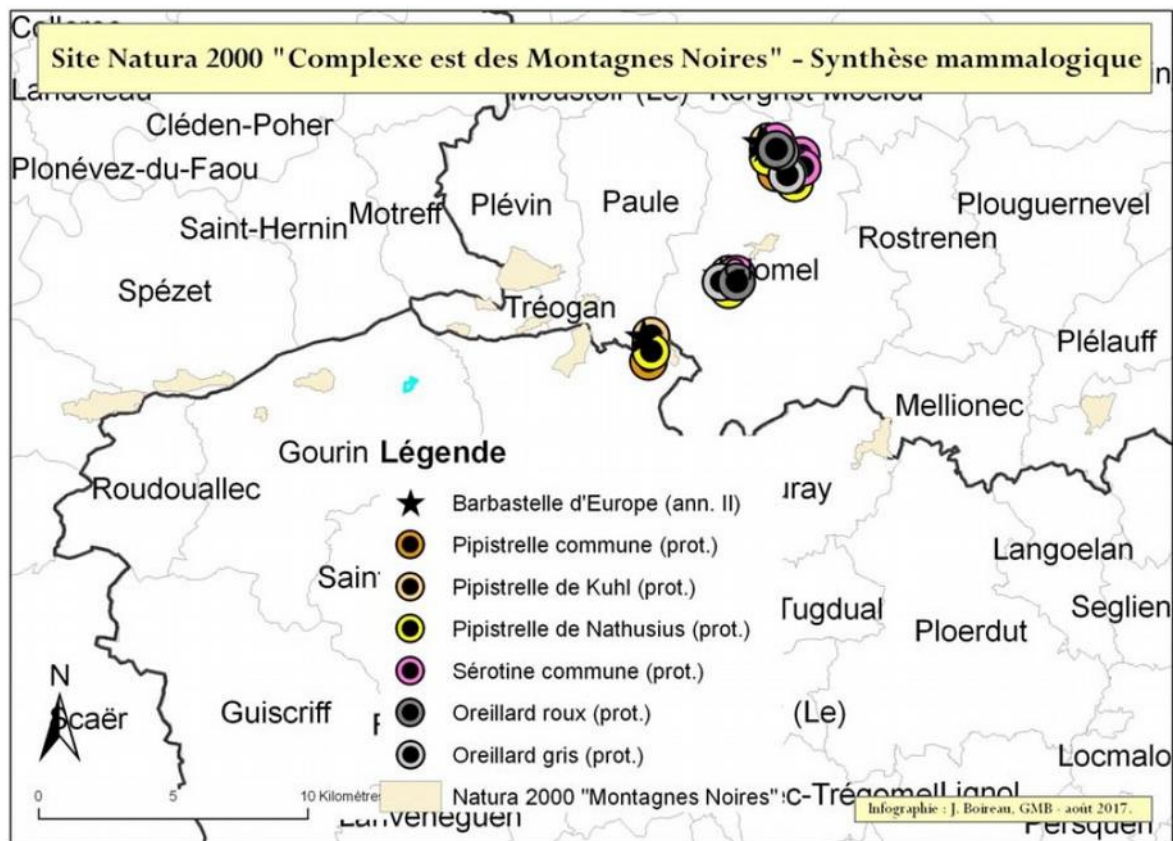 Site Natura 2000 "Complexe est des Montagnes Noires" - Synthèse mammalogique
Cléden-Poher
Plonévez-du-Faou
Plévin
Paule
Motreff
Plouguernevel
Saint-Hernin
Rostrenen
Spézet
Tréogan
Plélauff
Mellionec
Gourin
Légende
Roudouallec
Barbastelle d'Europe (ann. II)
Pipistrelle commune (prot.)
Langoelan
Pipistrelle de Kuhl (prot.)
Tugdual
Seglien
Pipistrelle de Nathusius (prot.)
Ploerdut
Sérotine commune (prot.)
N
Scaër
Guiscriff
Oreillard roux (prot.)
(Le)
Oreillard gris (prot.)
Locmalo
0 5 10 Kilomètres
Natura 2000 "Montagnes Noires"
Infographie : J. Boireau, GMB - août 2017.